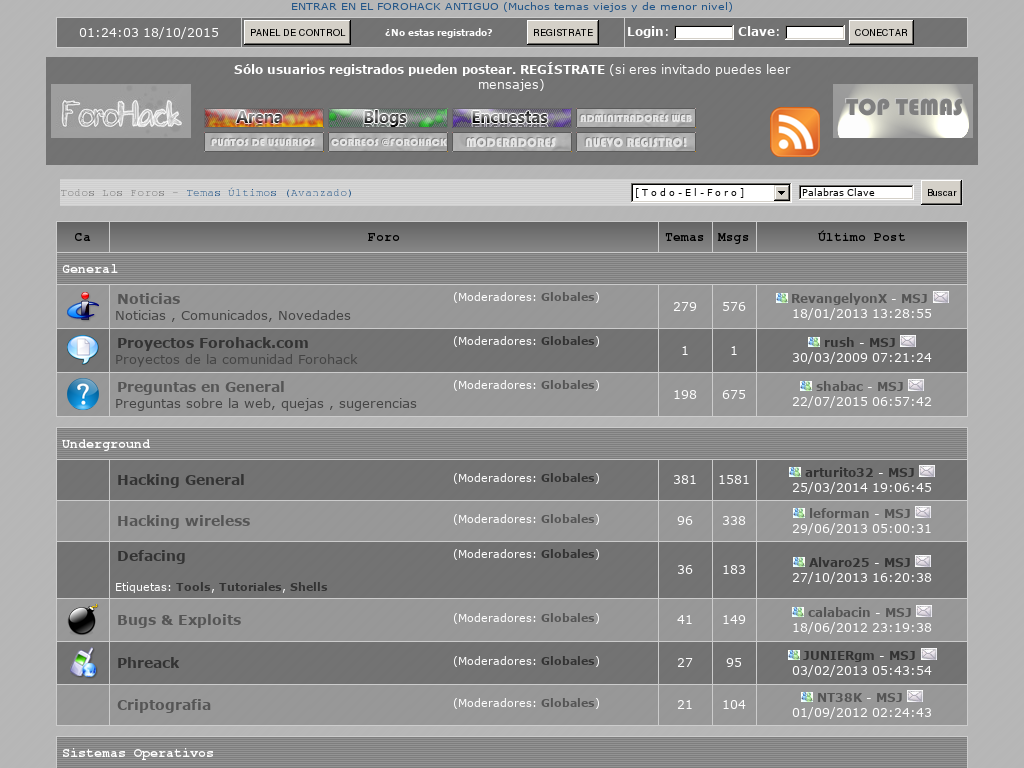 ENTRAR EN EL FOROHACK ANTIGUO (Muchos temas viejos y de menor nivel)
01:24:03 18/10/2015 PANEL DE CONTROL ¿No estas registrado? REGISTRATE Login: Clave: CONECTAR
Sólo usuarios registrados pueden postear. REGÍSTRATE (si eres invitado puedes leer
mensajes)
ForoHack
Arena Blogs Encuestas ADMINISTRADORES WEB
PUNTOS DE USUARIOS CORREOS @FOROHACK MODERADORES NUEVO REGISTRO!
TOP TEMAS
Todos Los Foros - Temas Últimos (Avanzado) [Todo-El-Foro] Palabras Clave Buscar
Ca Foro Temas Msgs Último Post
General
Noticias (Moderadores: Globales) 279 576 RevangelyonX - MSJ
Noticias , Comunicados, Novedades 18/01/2013 13:28:55
Proyectos Forohack.com (Moderadores: Globales) 1 1 rush - MSJ
Proyectos de la comunidad Forohack 30/03/2009 07:21:24
Preguntas en General (Moderadores: Globales) 198 675 shabac - MSJ
Preguntas sobre la web, quejas , sugerencias 22/07/2015 06:57:42
Underground
Hacking General (Moderadores: Globales) 381 1581 arturito32 - MSJ
25/03/2014 19:06:45
Hacking wireless (Moderadores: Globales) 96 338 leforman - MSJ
29/06/2013 05:00:31
Defacing (Moderadores: Globales) 36 183 Alvaro25 - MSJ
27/10/2013 16:20:38
Etiquetas: Tools, Tutoriales, Shells
Bugs & Exploits (Moderadores: Globales) 41 149 calabacin - MSJ
18/06/2012 23:19:38
Phreack (Moderadores: Globales) 27 95 JUNIERgm - MSJ
03/02/2013 05:43:54
Criptografia (Moderadores: Globales) 21 104 NT38K - MSJ
01/09/2012 02:24:43
Sistemas Operativos